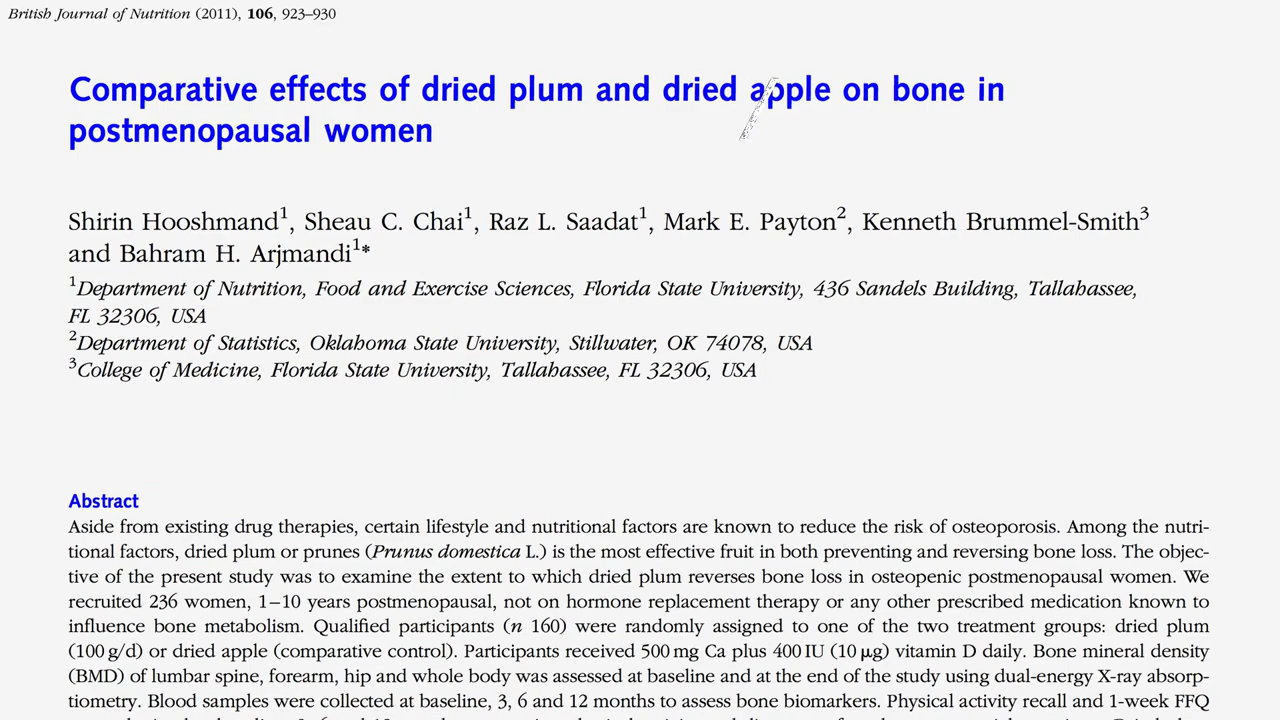 British Journal of Nutrition (2011), 106, 923–930
Comparative effects of dried plum and dried apple on bone in
postmenopausal women
Shirin Hooshmand1, Sheau C. Chai1, Raz L. Saadat1, Mark E. Payton2, Kenneth Brummel-Smith3
and Bahram H. Arjmandi1*
1Department of Nutrition, Food and Exercise Sciences, Florida State University, 436 Sandels Building, Tallahassee,
FL 32306, USA
2Department of Statistics, Oklahoma State University, Stillwater, OK 74078, USA
3College of Medicine, Florida State University, Tallahassee, FL 32306, USA
Abstract
Aside from existing drug therapies, certain lifestyle and nutritional factors are known to reduce the risk of osteoporosis. Among the nutri-
tional factors, dried plum or prunes (Prunus domestica L.) is the most effective fruit in both preventing and reversing bone loss. The objec-
tive of the present study was to examine the extent to which dried plum reverses bone loss in osteopenic postmenopausal women. We
recruited 236 women, 1–10 years postmenopausal, not on hormone replacement therapy or any other prescribed medication known to
influence bone metabolism. Qualified participants (n 160) were randomly assigned to one of the two treatment groups: dried plum
(100 g/d) or dried apple (comparative control). Participants received 500 mg Ca plus 400 IU (10 μg) vitamin D daily. Bone mineral density
(BMD) of lumbar spine, forearm, hip and whole body was assessed at baseline and at the end of the study using dual-energy X-ray absorp-
tiometry. Blood samples were collected at baseline, 3, 6 and 12 months to assess bone biomarkers. Physical activity recall and 1-week FFQ